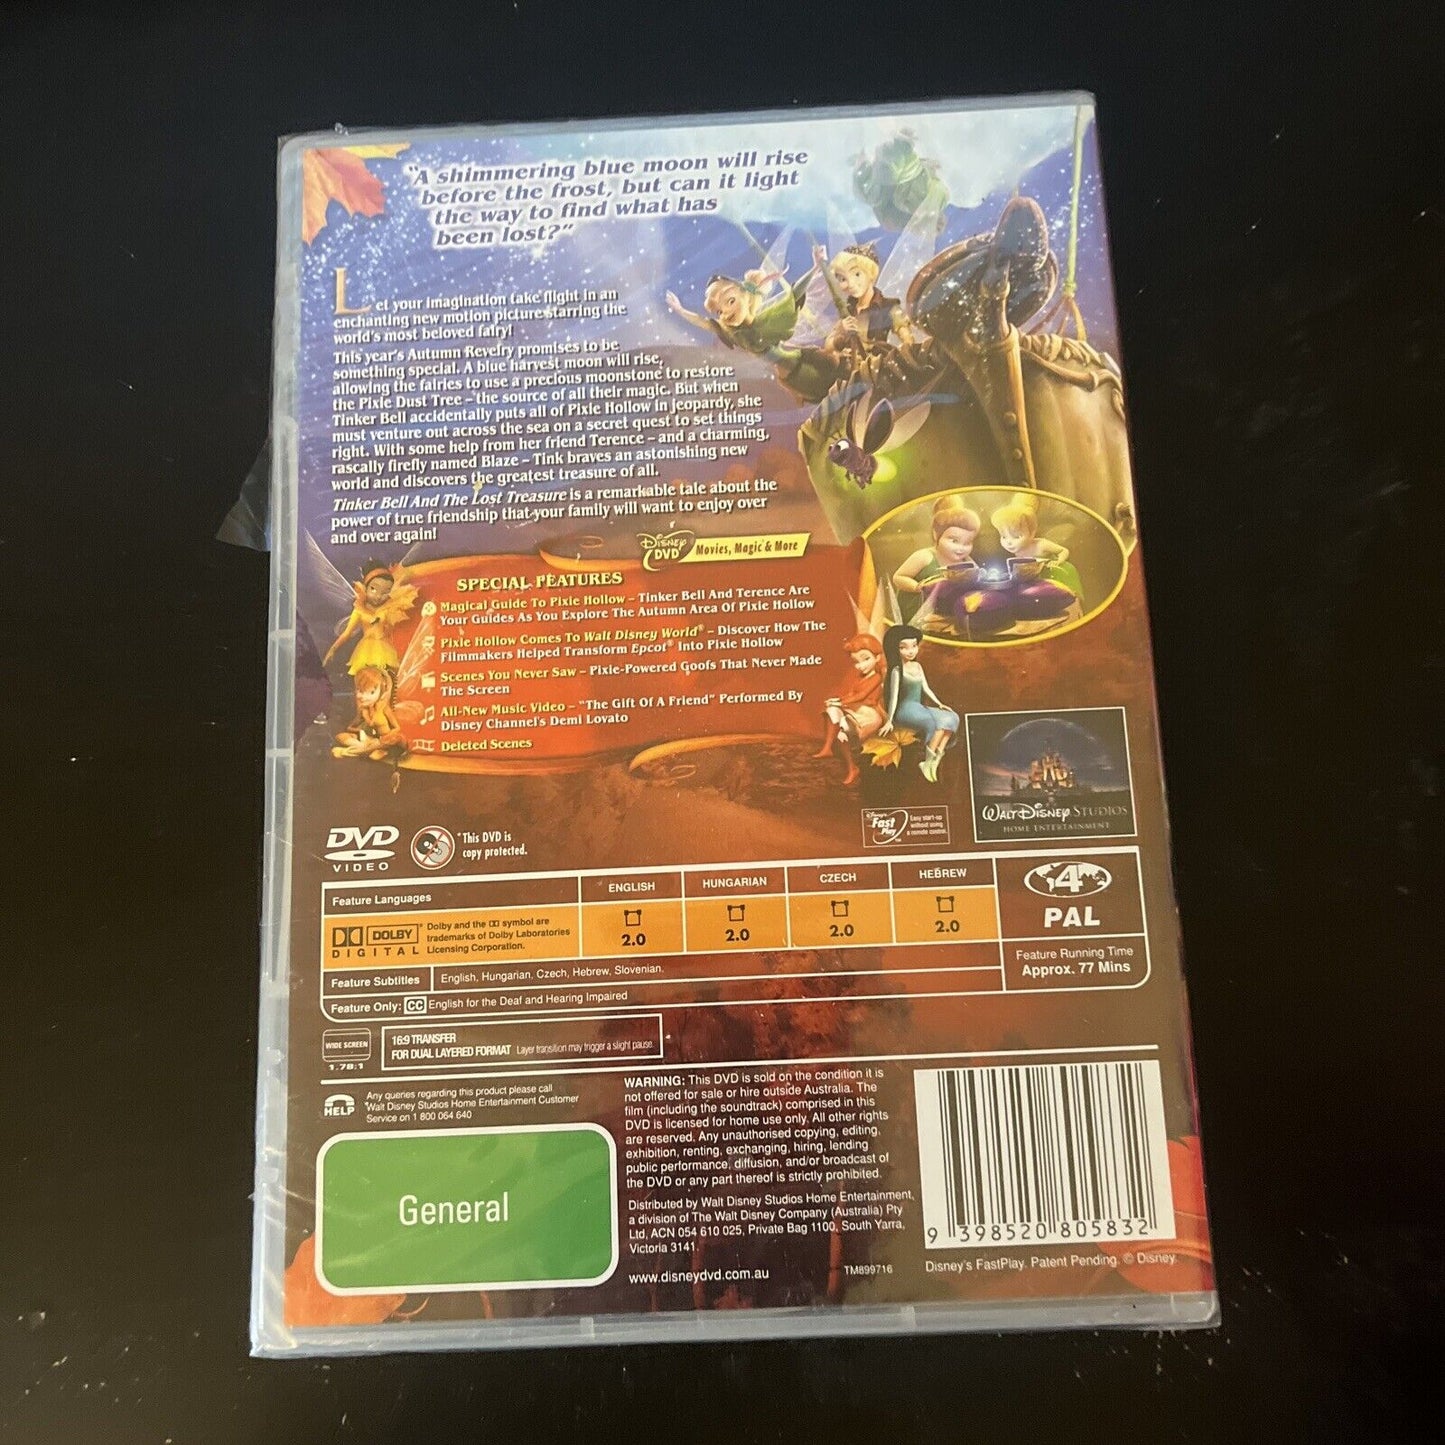 "A shimmering blue moon will rise
before the frost, but can it light
the way to find what has
been lost?"
Let your imagination take flight in an
enchanting new motion picture starring the
world's most beloved fairy!
This year's Autumn Revelry promises to be
something special. A blue harvest moon will rise,
allowing the fairies to use a precious moonstone to restore
the Pixie Dust Tree – the source of all their magic. But when
Tinker Bell accidentally puts all of Pixie Hollow in jeopardy, she
must venture out across the sea on a secret quest to set things
right. With some help from her friend Terence – and a charming,
rascally firefly named Blaze – Tink braves an astonishing new
world and discovers the greatest treasure of all.
Tinker Bell And The Lost Treasure is a remarkable tale about the
power of true friendship that your family will want to enjoy over
and over again!
Disney DVD Movies, Magic & More
SPECIAL FEATURES
Magical Guide To Pixie Hollow – Tinker Bell And Terence Are
Your Guides As You Explore The Autumn Area Of Pixie Hollow
Pixie Hollow Comes To Walt Disney World® – Discover How The
Filmmakers Helped Transform Epcot® Into Pixie Hollow
Scenes You Never Saw – Pixie-Powered Goofs That Never Made
The Screen
All-New Music Video – "The Gift Of A Friend" Performed By
Disney Channel's Demi Lovato
Deleted Scenes
WALT DISNEY STUDIOS
HOME ENTERTAINMENT
Disney's Fast Play™
Easy start-up
without using
a remote control.
DVD
VIDEO
*This DVD is
copy protected.
Feature Languages
ENGLISH HUNGARIAN CZECH HEBREW
DOLBY
DIGITAL
Dolby and the DD symbol are
trademarks of Dolby Laboratories
Licensing Corporation.
2.0 2.0 2.0 2.0
4
PAL
Feature Running Time
Approx. 77 Mins
Feature Subtitles English, Hungarian, Czech, Hebrew, Slovenian.
Feature Only: CC English for the Deaf and Hearing Impaired
WIDE SCREEN
1.78:1
16:9 TRANSFER
FOR DUAL LAYERED FORMAT Layer transition may trigger a slight pause.
HELP
Any queries regarding this product please call
Walt Disney Studios Home Entertainment Customer
Service on 1 800 064 640
General
WARNING: This DVD is sold on the condition it is
not offered for sale or hire outside Australia. The
film (including the soundtrack) comprised in this
DVD is licensed for home use only. All other rights
are reserved. Any unauthorised copying, editing,
exhibition, renting, exchanging, hiring, lending
public performance, diffusion, and/or broadcast of
the DVD or any part thereof is strictly prohibited.
Distributed by Walt Disney Studios Home Entertainment,
a division of The Walt Disney Company (Australia) Pty
Ltd, ACN 054 610 025, Private Bag 1100, South Yarra,
Victoria 3141.
www.disneydvd.com.au
TM899716
9 398520 805832
Disney's FastPlay. Patent Pending. © Disney.